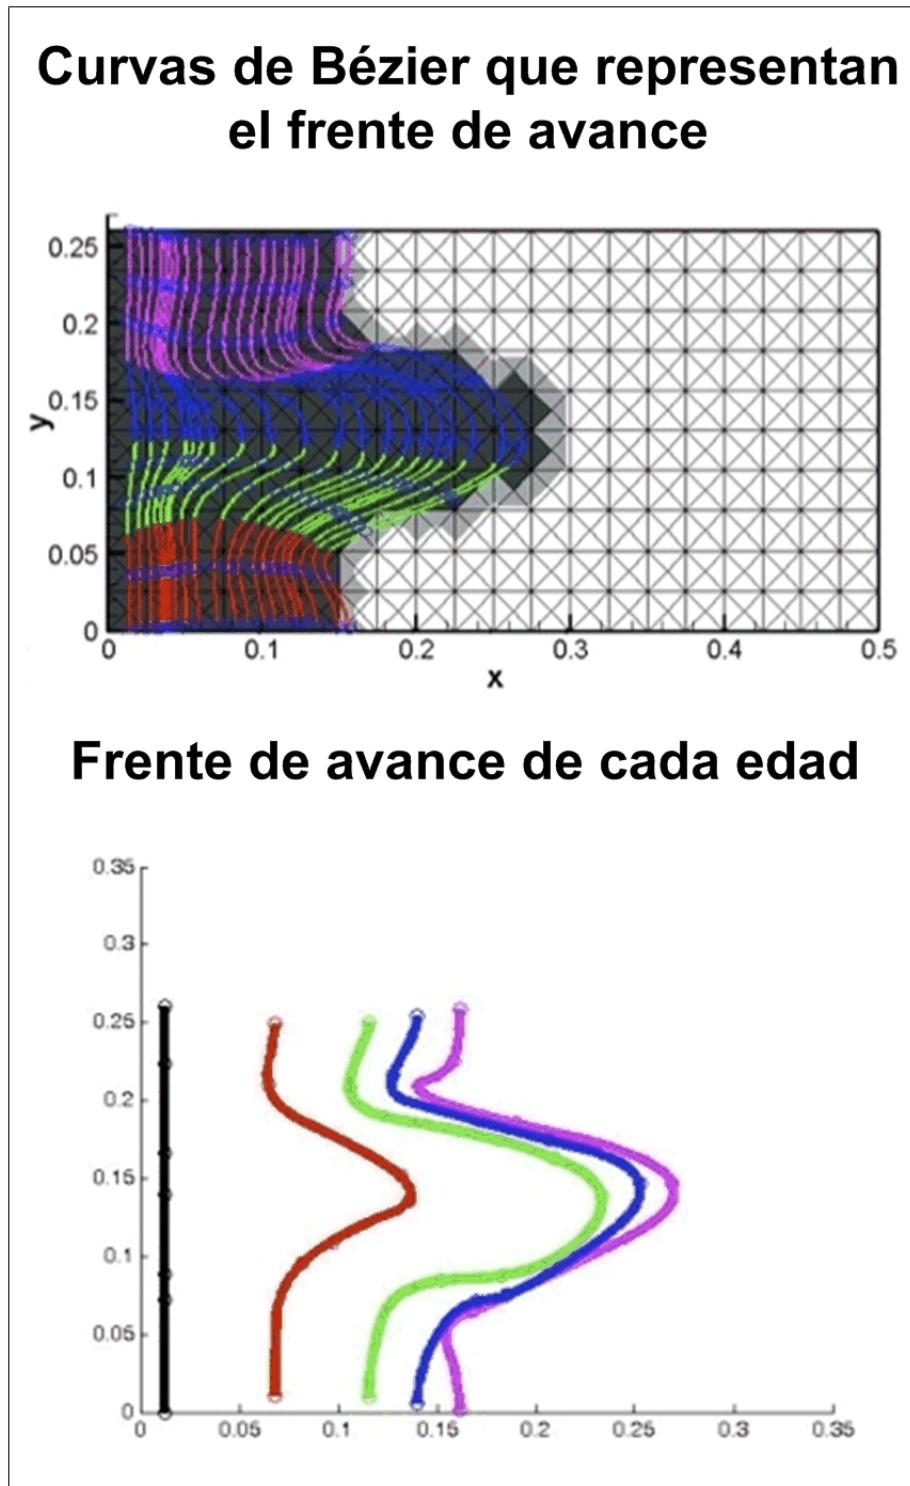 Curvas de Bézier que representan
el frente de avance
0.25
0.2
0.15
y
0.1
0.05
0
0 0.1 0.2 0.3 0.4 0.5
x
Frente de avance de cada edad
0.35
0.3
0.25
0.2
0.15
0.1
0.05
0
0 0.05 0.1 0.15 0.2 0.25 0.3 0.35